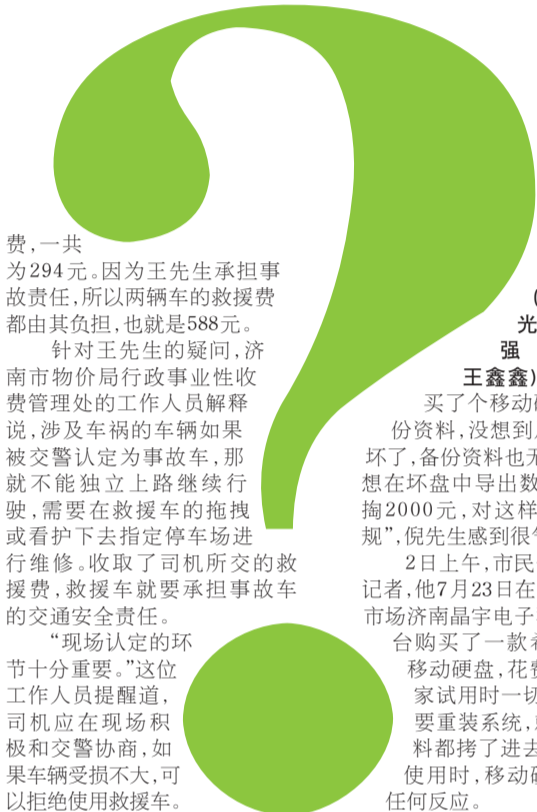 费,一共
为294元。因为王先生承担事
故责任,所以两辆车的救援费
都由其负担,也就是588元。
针对王先生的疑问,济
南市物价局行政事业性收
费管理处的工作人员解释
说,涉及车祸的车辆如果
被交警认定为事故车,那
就不能独立上路继续行
驶,需要在救援车的拖拽
或看护下去指定停车场进
行维修。收取了司机所交的救
援费,救援车就要承担事故车
的交通安全责任。
“现场认定的环
节十分重要。”这位
工作人员提醒道,
司机应在现场积
极和交警协商,如
果车辆受损不大,可
以拒绝使用救援车。
(
光
强
王鑫鑫)
买了个移动硬
份资料,没想到
坏了,备份资料也无
想在坏盘中导出数
掏2000元,对这样
规”,倪先生感到很
2日上午,市民
记者,他7月23日在
市场济南晶宇电子
台购买了一款希
移动硬盘,花费
家试用时一切
要重装系统,
料都拷了进去
使用时,移动硬
任何反应。